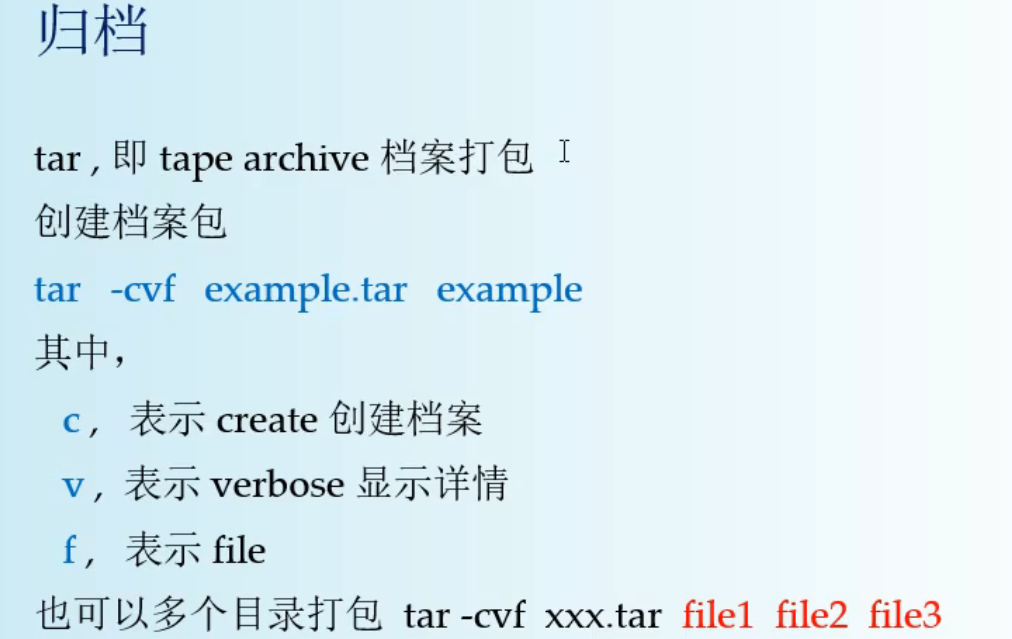 归档
tar , 即 tape archive 档案打包
创建档案包
tar -cvf example.tar example
其中，
c， 表示 create 创建档案
v，表示 verbose 显示详情
f， 表示 file
也可以多个目录打包 tar -cvf xxx.tar file1 file2 file3